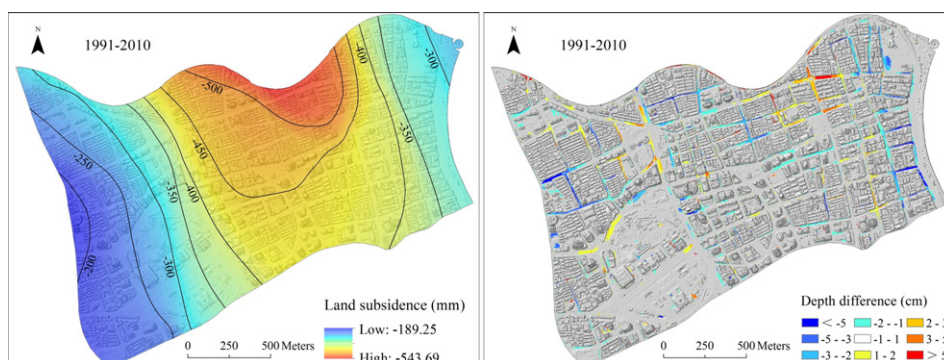 N
1991-2010
-500
-400
-300
-450
-350
-250
-350
-400
-200
-300
Land subsidence (mm)
Low: -189.25
High: -543.69
0 250 500 Meters
N
1991-2010
Depth difference (cm)
< -5
-2 - -1
-5 - -3
-1 - 1
-3 - -2
1 - 2
0 250 500 Meters